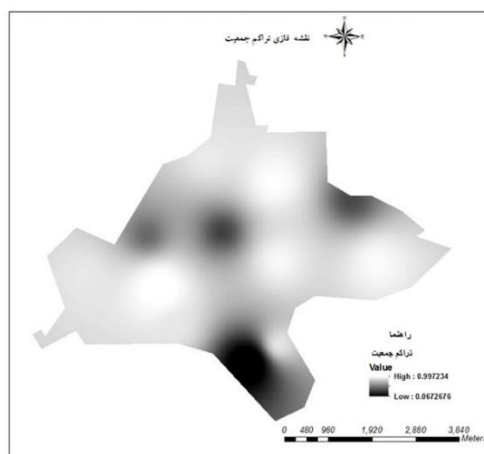 نقشه فازی تراکم جمعیت
راهنما
تراکم جمعیت
Value
High : 0.997234
Low : 0.0672676
0 480 960 1,920 2,880 3,840
Meters